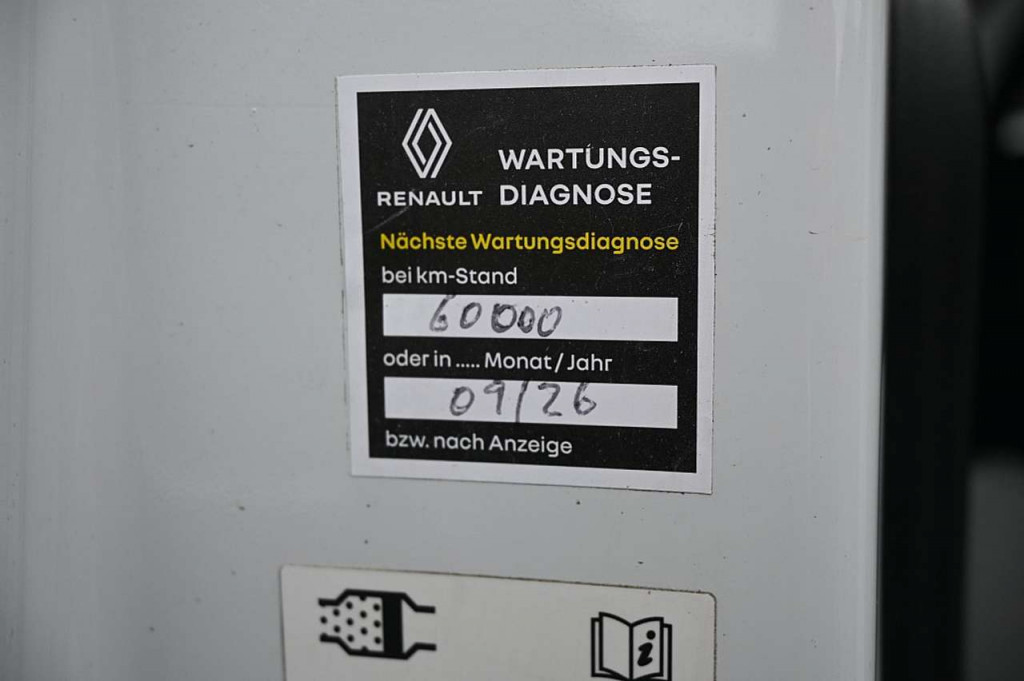 RENAULT
WARTUNGS-
DIAGNOSE
Nächste Wartungsdiagnose
bei km-Stand
60000
oder in ..... Monat / Jahr
09/26
bzw. nach Anzeige
i